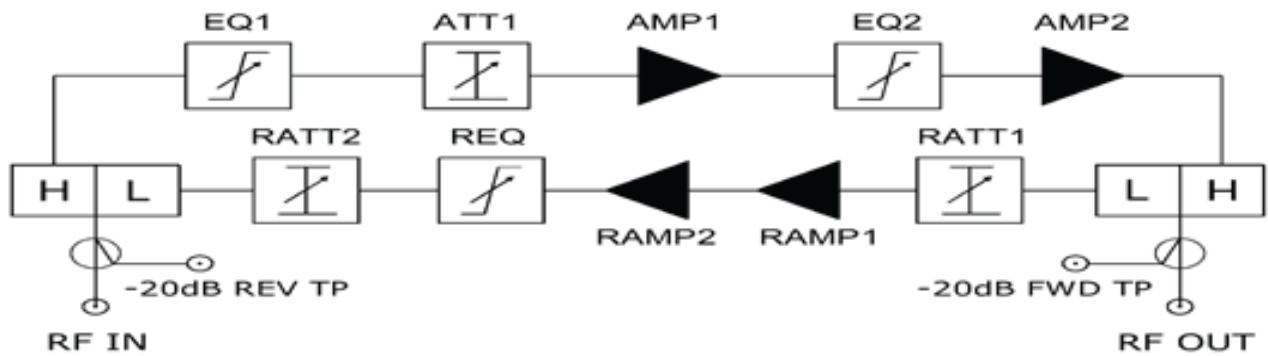 EQ1 ATT1 AMP1 EQ2 AMP2
RATT2 REQ RATT1
H L L H
RAMP2 RAMP1
-20dB REV TP -20dB FWD TP
RF IN RF OUT